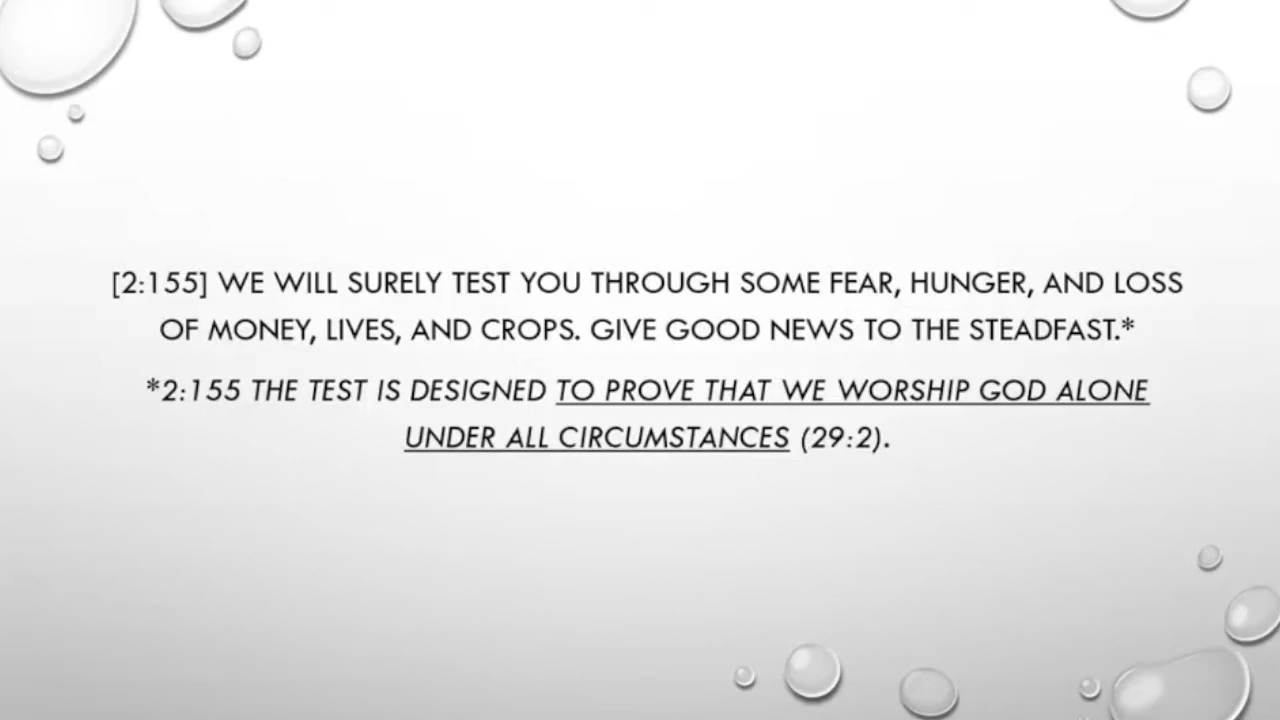 [2:155] WE WILL SURELY TEST YOU THROUGH SOME FEAR, HUNGER, AND LOSS
OF MONEY, LIVES, AND CROPS. GIVE GOOD NEWS TO THE STEADFAST.*
*2:155 THE TEST IS DESIGNED TO PROVE THAT WE WORSHIP GOD ALONE
UNDER ALL CIRCUMSTANCES (29:2).